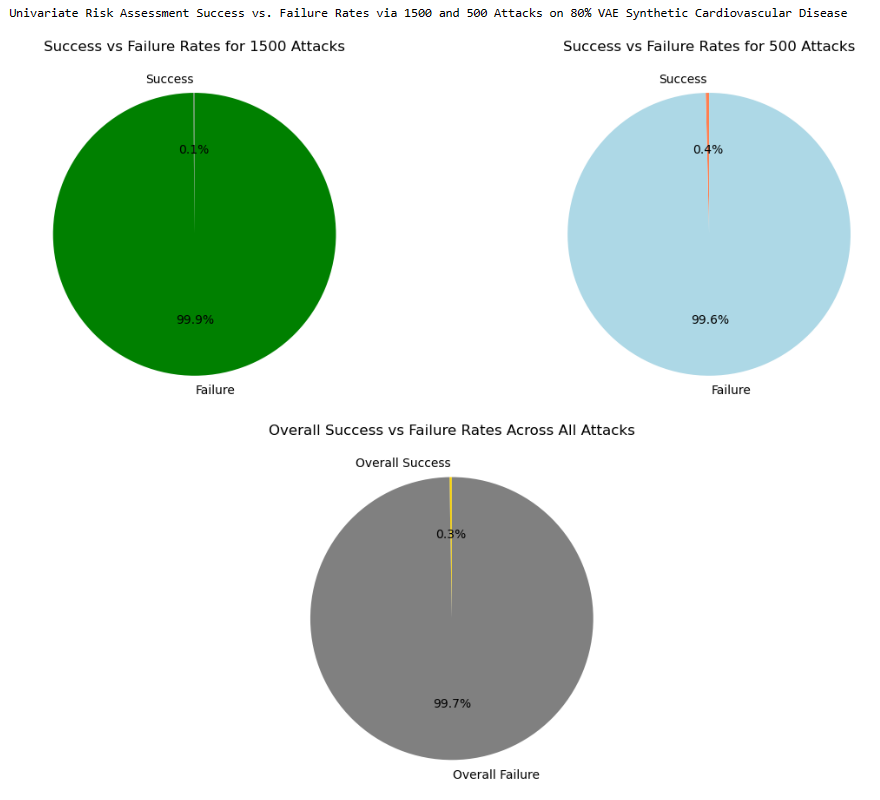 Univariate Risk Assessment Success vs. Failure Rates via 1500 and 500 Attacks on 80% VAE Synthetic Cardiovascular Disease
Success vs Failure Rates for 1500 Attacks
Success
0.1%
99.9%
Failure
Success vs Failure Rates for 500 Attacks
Success
0.4%
99.6%
Failure
Overall Success vs Failure Rates Across All Attacks
Overall Success
0.3%
99.7%
Overall Failure